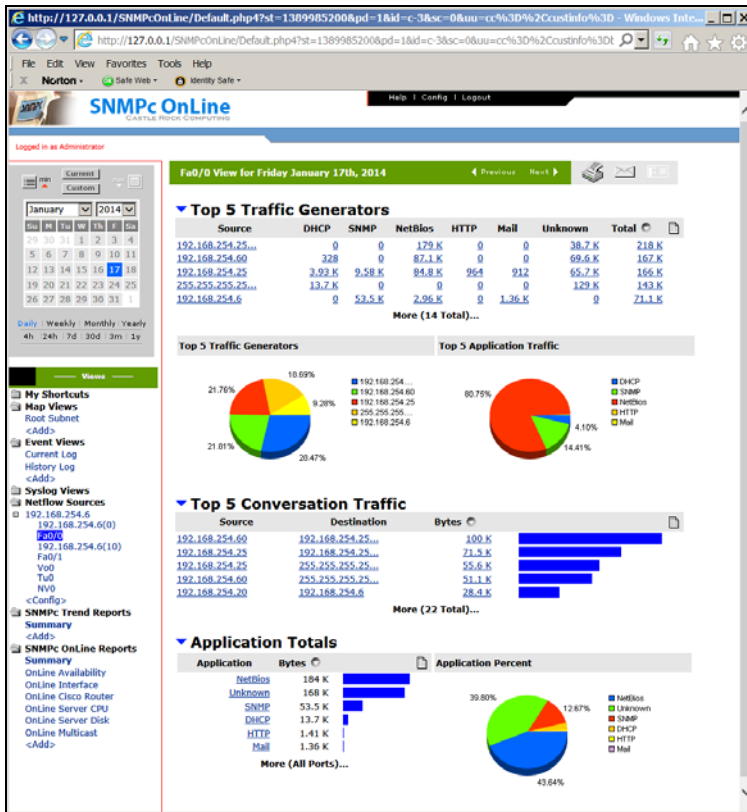 http://127.0.0.1/SNMPcOnLine/Default.php4?st=1389985200&pd=1&id=c-3&sc=0&uu=cc%3D%2Ccustinfo%3D - Windows Inte...
http://127.0.0.1/SNMPcOnLine/Default.php4?st=1389985200&pd=1&id=c-3&sc=0&uu=cc%3D%2Ccustinfo%3D
File Edit View Favorites Tools Help
X Norton Safe Web Identity Safe
SNMPc OnLine
CASTLE ROCK COMPUTING
Help | Config | Logout
Logged in as Administrator
min Current
Custom
January 2014
Su M Tu W Th F Sa
29 30 31 1 2 3 4
5 6 7 8 9 10 11
12 13 14 15 16 17 18
19 20 21 22 23 24 25
26 27 28 29 30 31 1
Daily | Weekly | Monthly Yearly
4h 24h 7d 30d 3m 1y
Views
My Shortcuts
Map Views
Root Subnet
<Add>
Event Views
Current Log
History Log
<Add>
Syslog Views
Netflow Sources
192.168.254.6
192.168.254.6(0)
Fa0/0
192.168.254.6(10)
Fa0/1
Vo0
Tu0
NV0
<Config>
SNMPc Trend Reports
Summary
<Add>
SNMPc OnLine Reports
Summary
OnLine Availability
OnLine Interface
OnLine Cisco Router
OnLine Server CPU
OnLine Server Disk
OnLine Multicast
<Add>
Fa0/0 View for Friday January 17th, 2014 Previous Next
Top 5 Traffic Generators
Source DHCP SNMP NetBios HTTP Mail Unknown Total
192.168.254.25... 0 0 179 K 0 0 38.7 K 218 K
192.168.254.60 328 0 87.1 K 0 0 69.6 K 167 K
192.168.254.25 3.93 K 9.58 K 84.8 K 964 912 65.7 K 166 K
255.255.255.25... 13.7 K 0 0 0 0 129 K 143 K
192.168.254.6 0 53.5 K 2.96 K 0 1.36 K 0 71.1 K
More (14 Total)...
Top 5 Traffic Generators
18.69%
21.76%
9.28%
21.81%
28.47%
192.168.254....
192.168.254.60
192.168.254.25
255.255.255...
192.168.254.6
Top 5 Application Traffic
80.75%
4.10%
14.41%
DHCP
SNMP
NetBios
HTTP
Mail
Top 5 Conversation Traffic
Source Destination Bytes
192.168.254.60 192.168.254.25... 100 K
192.168.254.25 192.168.254.25... 71.5 K
192.168.254.25 255.255.255.25... 55.6 K
192.168.254.60 255.255.255.25... 51.1 K
192.168.254.20 192.168.254.6 28.4 K
More (22 Total)...
Application Totals
Application Bytes
NetBios 184 K
Unknown 168 K
SNMP 53.5 K
DHCP 13.7 K
HTTP 1.41 K
Mail 1.36 K
More (All Ports)...
Application Percent
39.80%
12.67%
43.64%
NetBios
Unknown
SNMP
DHCP
HTTP
Mail